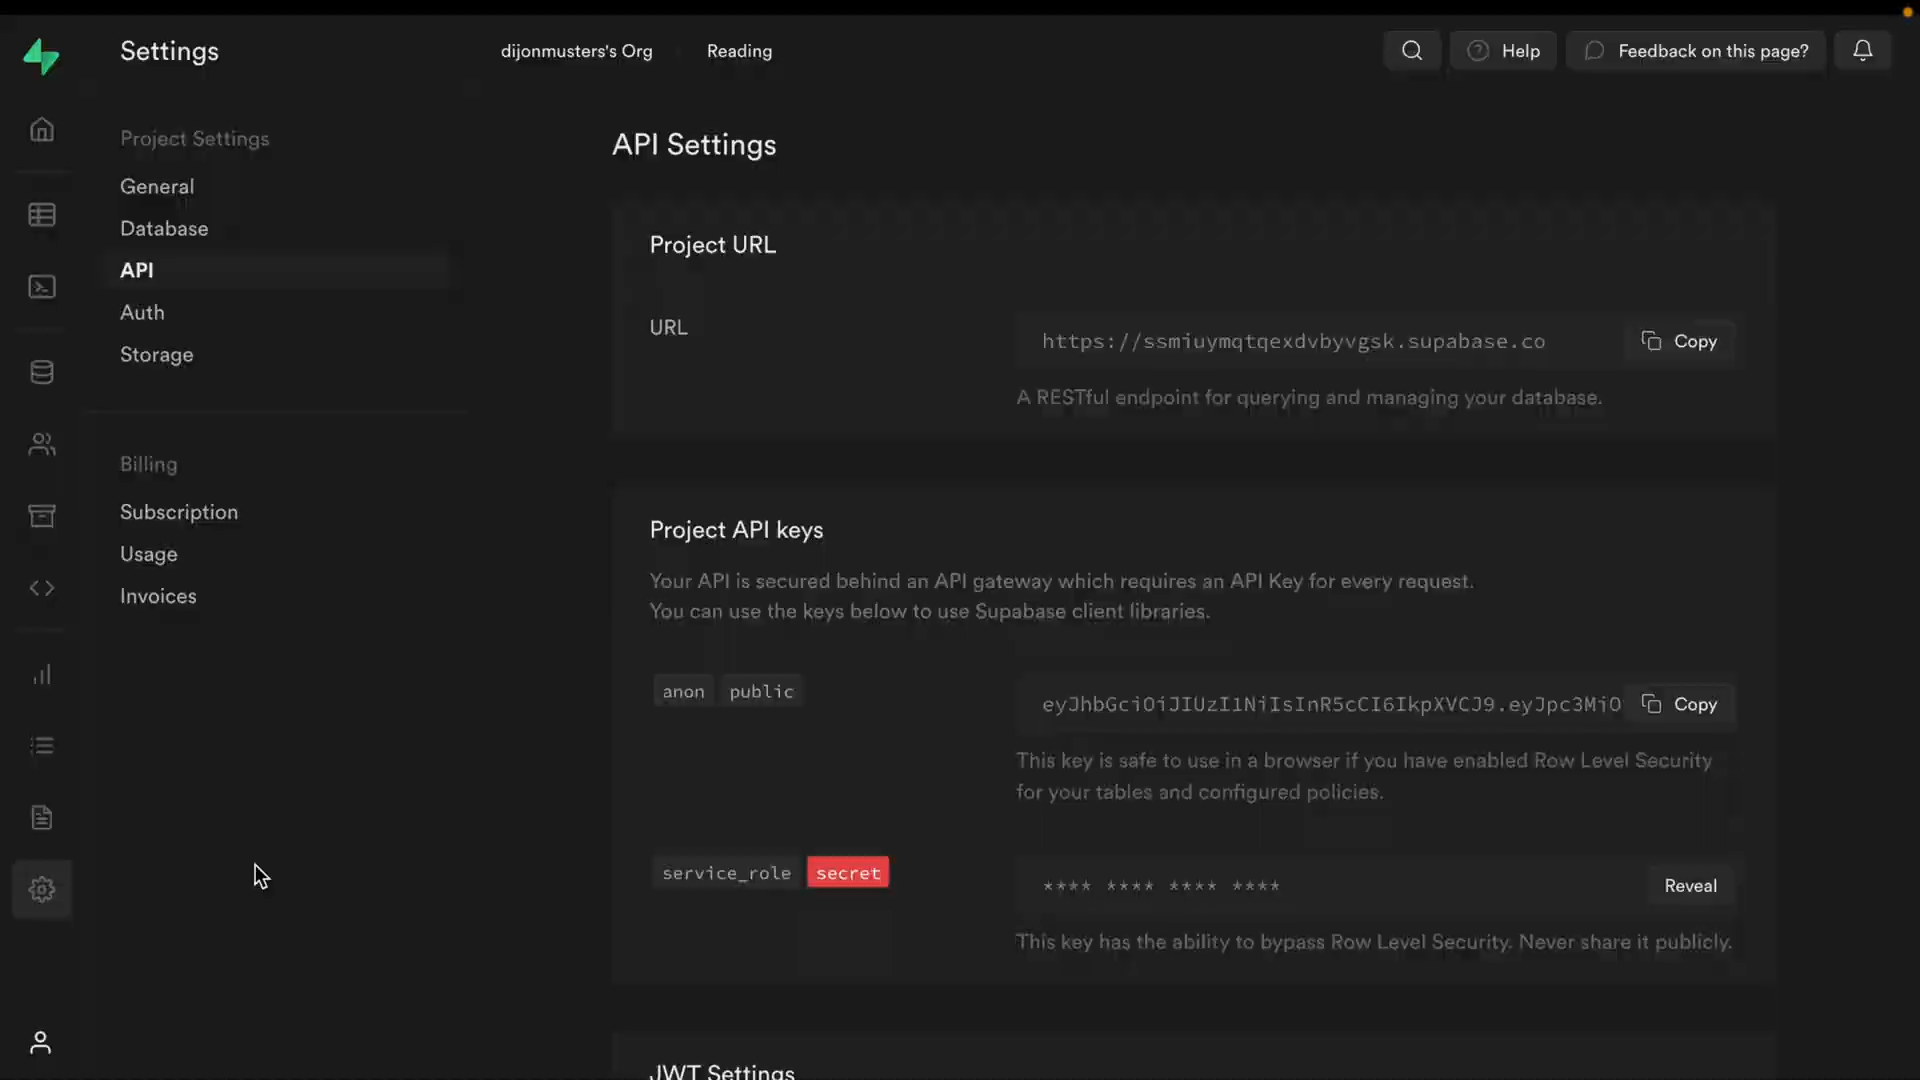 Settings
dijonmusters's Org
Reading
Help
Feedback on this page?
Project Settings
General
Database
API
Auth
Storage
Billing
Subscription
Usage
Invoices
API Settings
Project URL
URL
https://ssmiuymqtqexdvbyvgsk.supabase.co
Copy
A RESTful endpoint for querying and managing your database.
Project API keys
Your API is secured behind an API gateway which requires an API Key for every request.
You can use the keys below to use Supabase client libraries.
anon public
eyJhbGciOiJIUzI1NiIsInR5cCI6IkpXVCJ9.eyJpc3MiO
Copy
This key is safe to use in a browser if you have enabled Row Level Security
for your tables and configured policies.
service_role secret
**** **** **** ****
Reveal
This key has the ability to bypass Row Level Security. Never share it publicly.
JWT Settings